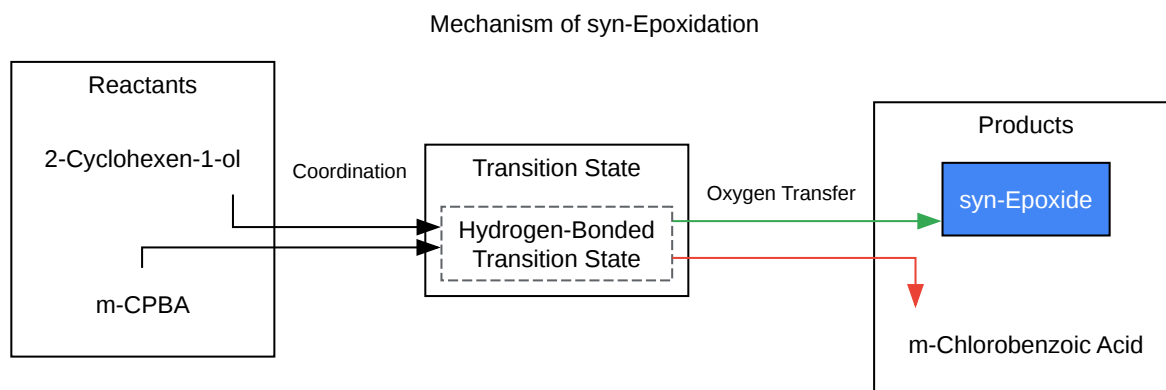 Mechanism of syn-Epoxidation
Reactants
2-Cyclohexen-1-ol
m-CPBA
Coordination
Transition State
Hydrogen-Bonded
Transition State
Oxygen Transfer
Products
syn-Epoxide
m-Chlorobenzoic Acid